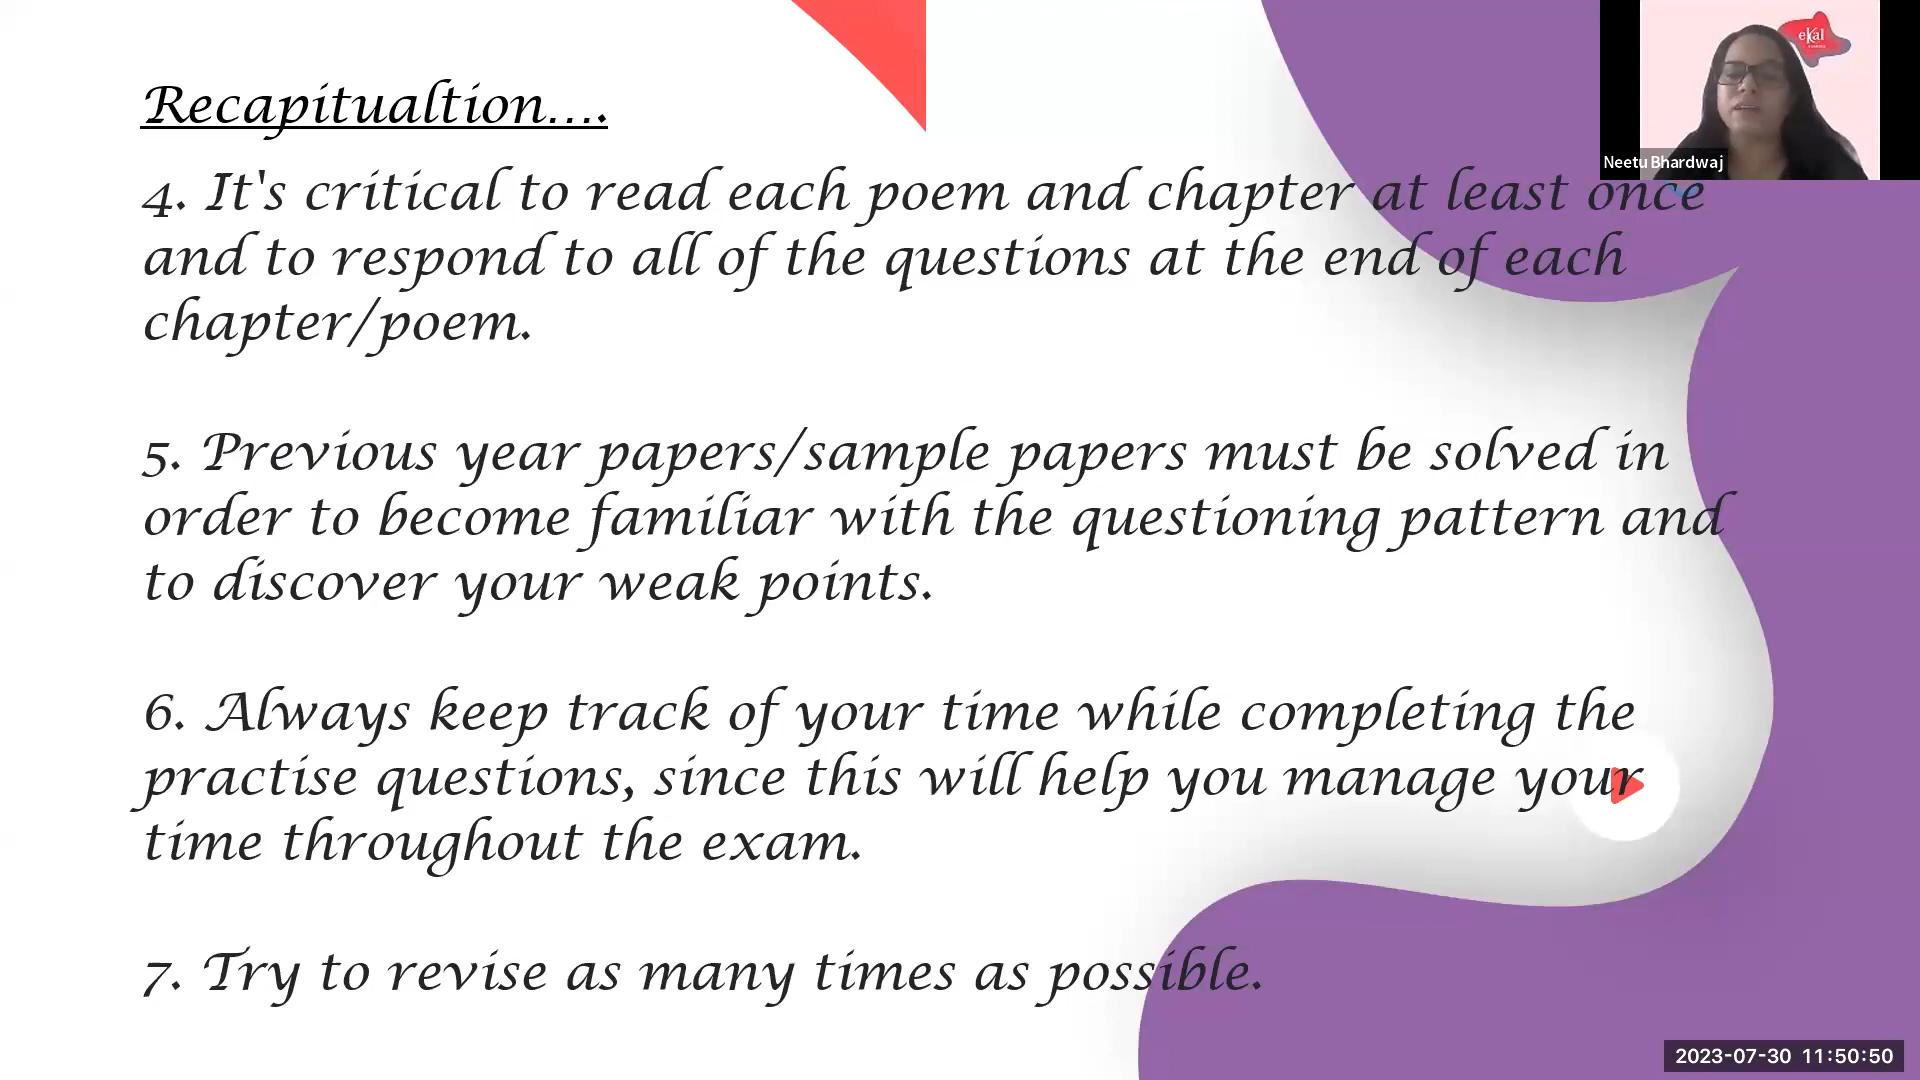 Recapitualtion....
4. It's critical to read each poem and chapter at least once
and to respond to all of the questions at the end of each
chapter/poem.
5. Previous year papers/sample papers must be solved in
order to become familiar with the questioning pattern and
to discover your weak points.
6. Always keep track of your time while completing the
practise questions, since this will help you manage your
time throughout the exam.
7. Try to revise as many times as possible.
eKal
Neetu Bhardwaj
2023-07-30 11:50:50